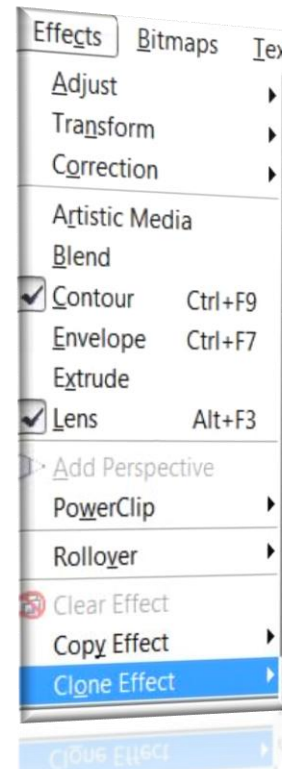 Effects Bitmaps Tex
Adjust
Transform
Correction
Artistic Media
Blend
Contour Ctrl+F9
Envelope Ctrl+F7
Extrude
Lens Alt+F3
Add Perspective
PowerClip
Rollover
Clear Effect
Copy Effect
Clone Effect